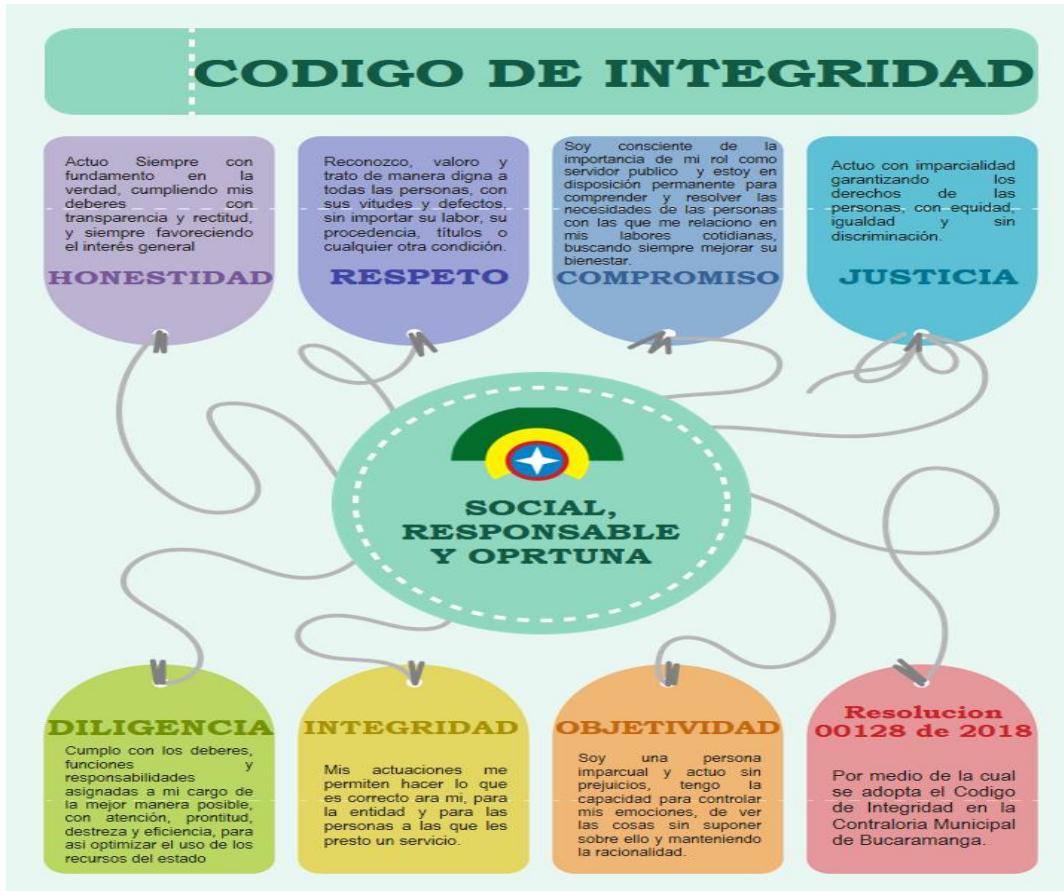 CODIGO DE INTEGRIDAD
Actuo Siempre con
fundamento en la
verdad, cumpliendo mis
deberes con
transparencia y rectitud,
y siempre favoreciendo
el interés general
HONESTIDAD
Reconozco, valoro y
trato de manera digna a
todas las personas, con
sus vitudes y defectos,
sin importar su labor, su
procedencia, títulos o
cualquier otra condición.
RESPETO
Soy consciente de la
importancia de mi rol como
servidor publico y estoy en
disposición permanente para
comprender y resolver las
necesidades de las personas
con las que me relaciono en
mis labores cotidianas,
buscando siempre mejorar su
bienestar.
COMPROMISO
Actuo con imparcialidad
garantizando los
derechos de las
personas, con equidad,
igualdad y sin
discriminación.
JUSTICIA
SOCIAL,
RESPONSABLE
Y OPRTUNA
DILIGENCIA
Cumplo con los deberes,
funciones y
responsabilidades
asignadas a mi cargo de
la mejor manera posible,
con atención, prontitud,
destreza y eficiencia, para
asi optimizar el uso de los
recursos del estado
INTEGRIDAD
Mis actuaciones me
permiten hacer lo que
es correcto ara mi, para
la entidad y para las
personas a las que les
presto un servicio.
OBJETIVIDAD
Soy una persona
imparcual y actuo sin
prejuicios, tengo la
capacidad para controlar
mis emociones, de ver
las cosas sin suponer
sobre ello y manteniendo
la racionalidad.
Resolucion
00128 de 2018
Por medio de la cual
se adopta el Codigo
de Integridad en la
Contraloria Municipal
de Bucaramanga.